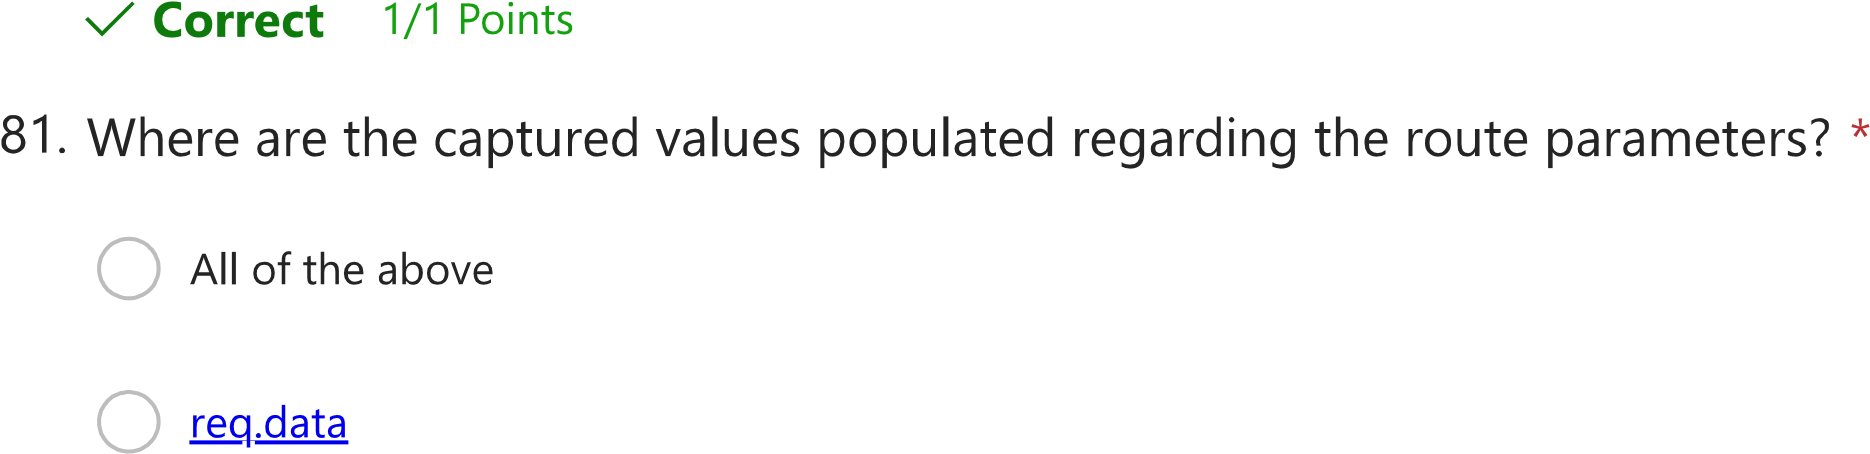 Correct 1/1 Points
81. Where are the captured values populated regarding the route parameters? *
All of the above
req.data